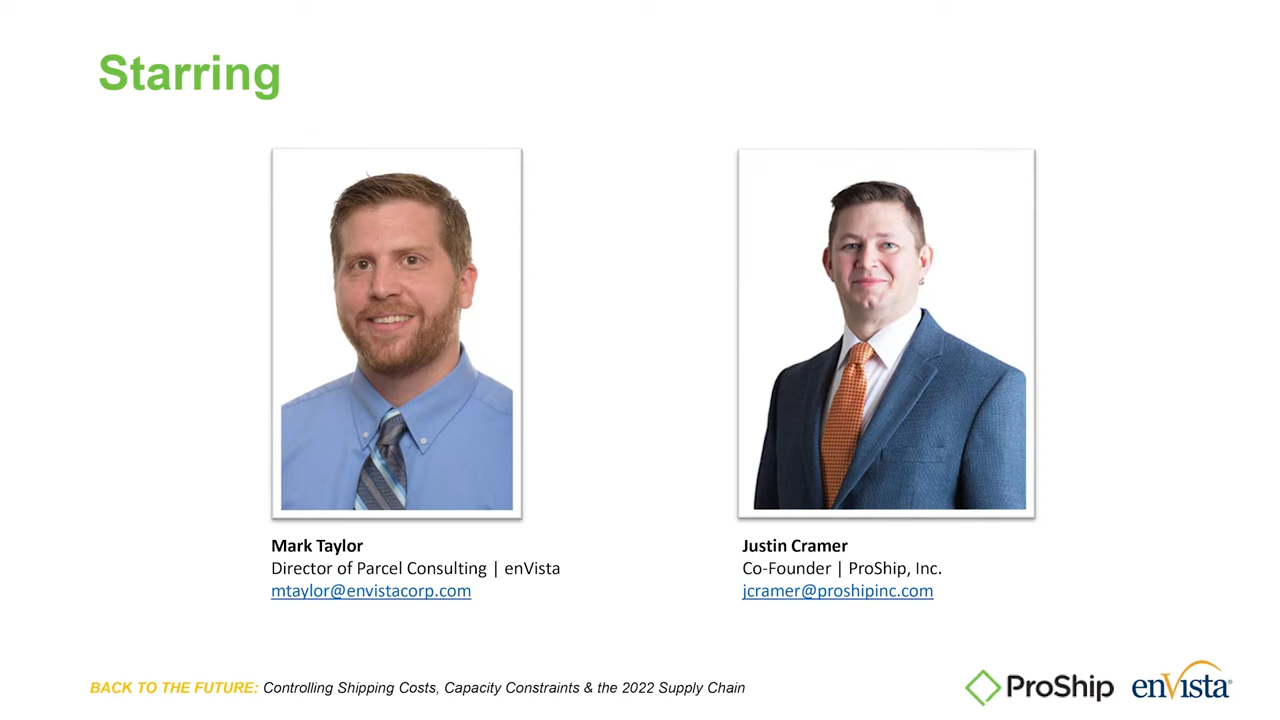 Starring
Mark Taylor
Director of Parcel Consulting | enVista
mtaylor@envistacorp.com
Justin Cramer
Co-Founder | ProShip, Inc.
jcramer@proshipinc.com
BACK TO THE FUTURE: Controlling Shipping Costs, Capacity Constraints & the 2022 Supply Chain
ProShip
enVista®